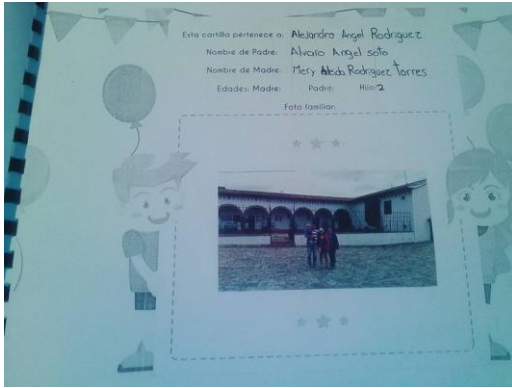 Esta cartilla pertenece a: Alejandro Angel Rodriguez
Nombre de Padre: Alvaro Angel soto
Nombre de Madre: Mery Rodriguez Torres
Edades: Madre: Padre: Hijo: 2
Foto familiar: